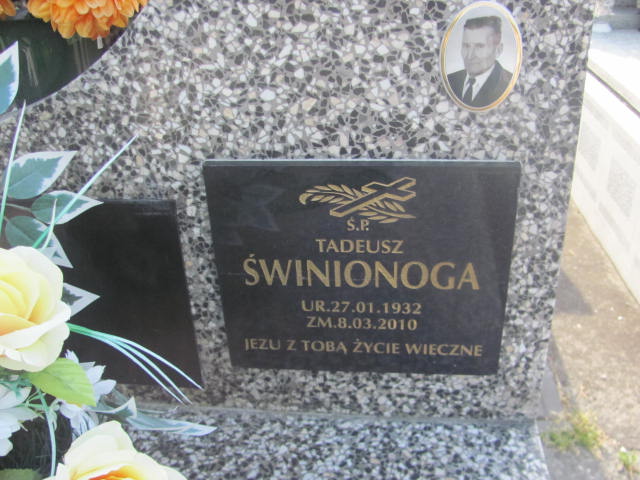 Ś.P.
TADEUSZ
ŚWINIONOGA
UR.27.01.1932
ZM.8.03.2010
JEZU Z TOBĄ ŻYCIE WIECZNE